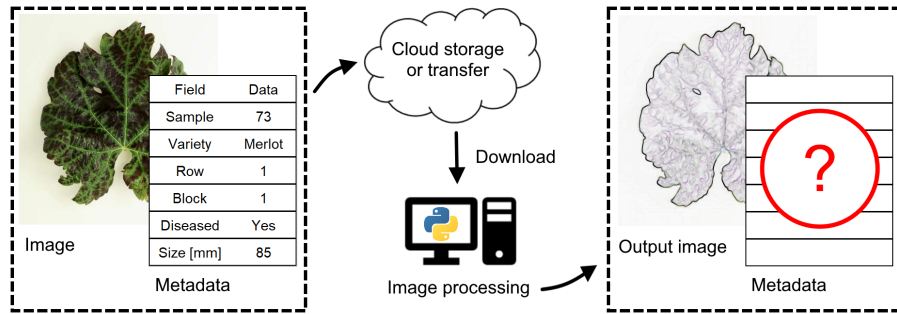 Field Data
Sample 73
Variety Merlot
Row 1
Block 1
Diseased Yes
Size [mm] 85
Image
Metadata
Cloud storage
or transfer
Download
Image processing
?
Output image
Metadata